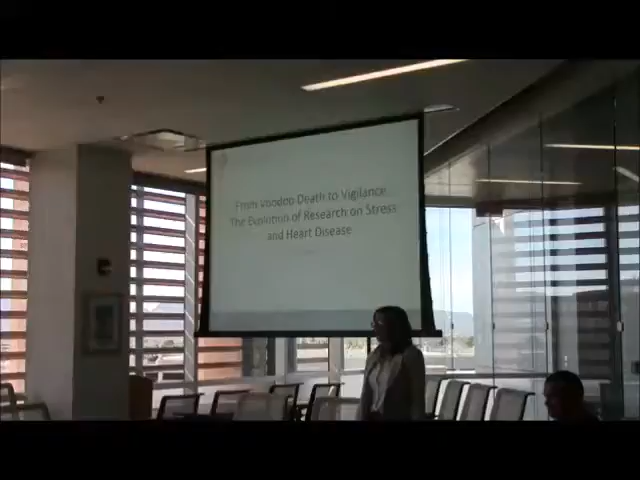 From Voodoo Death to Vigilance
The Evolution of Research on Stress
and Heart Disease